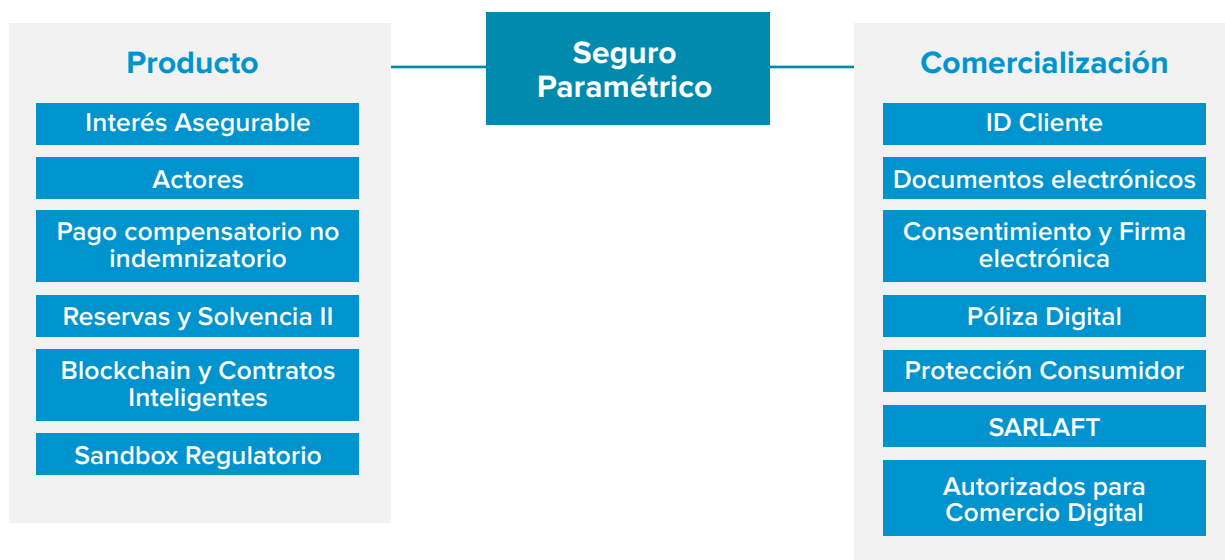 Seguro
Paramétrico
Producto
Interés Asegurable
Actores
Pago compensatorio no
indemnizatorio
Reservas y Solvencia II
Blockchain y Contratos
Inteligentes
Sandbox Regulatorio
Comercialización
ID Cliente
Documentos electrónicos
Consentimiento y Firma
electrónica
Póliza Digital
Protección Consumidor
SARLAFT
Autorizados para
Comercio Digital